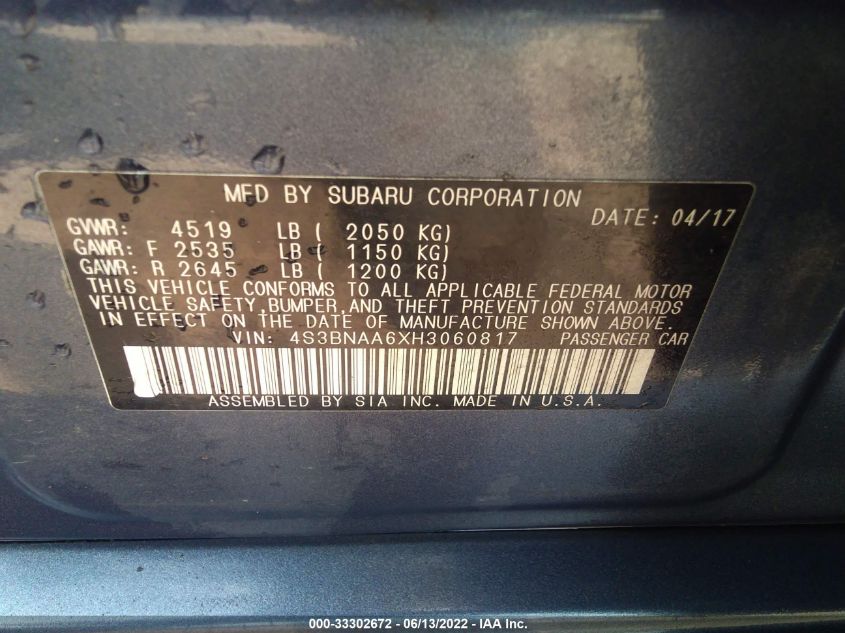 MFD BY SUBARU CORPORATION
DATE: 04/17
GVWR: 4519 LB ( 2050 KG)
GAWR: F 2535 LB ( 1150 KG)
GAWR: R 2645 LB ( 1200 KG)
THIS VEHICLE CONFORMS TO ALL APPLICABLE FEDERAL MOTOR
VEHICLE SAFETY,BUMPER,AND THEFT PREVENTION STANDARDS
IN EFFECT ON THE DATE OF MANUFACTURE SHOWN ABOVE.
VIN: 4S3BNAA6XH3060817 PASSENGER CAR
ASSEMBLED BY SIA INC. MADE IN U.S.A.
000-33302672 - 06/13/2022 - IAA Inc.